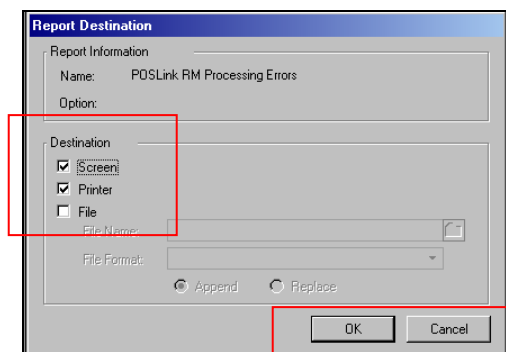 Report Destination
Report Information
Name: POSLink RM Processing Errors
Option:
Destination
Screen
Printer
File
File Name:
File Format:
Append Replace
OK Cancel